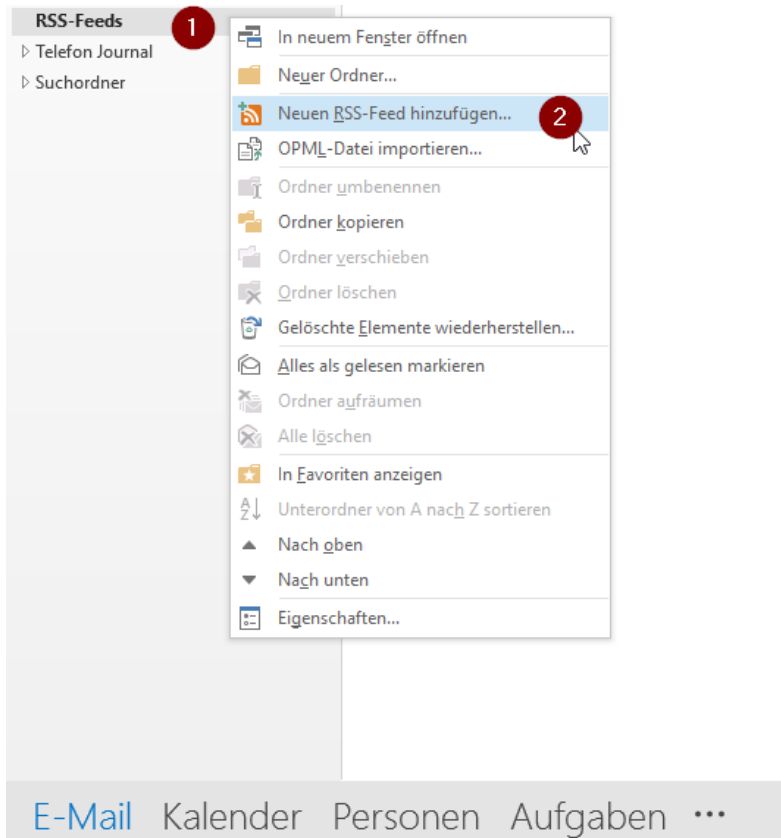 RSS-Feeds
1
Telefon Journal
Suchordner
In neuem Fenster öffnen
Neuer Ordner...
Neuen RSS-Feed hinzufügen...
2
OPML-Datei importieren...
Ordner umbenennen
Ordner kopieren
Ordner verschieben
Ordner löschen
Gelöschte Elemente wiederherstellen...
Alles als gelesen markieren
Ordner aufräumen
Alle löschen
In Favoriten anzeigen
Unterordner von A nach Z sortieren
Nach oben
Nach unten
Eigenschaften...
E-Mail Kalender Personen Aufgaben ···